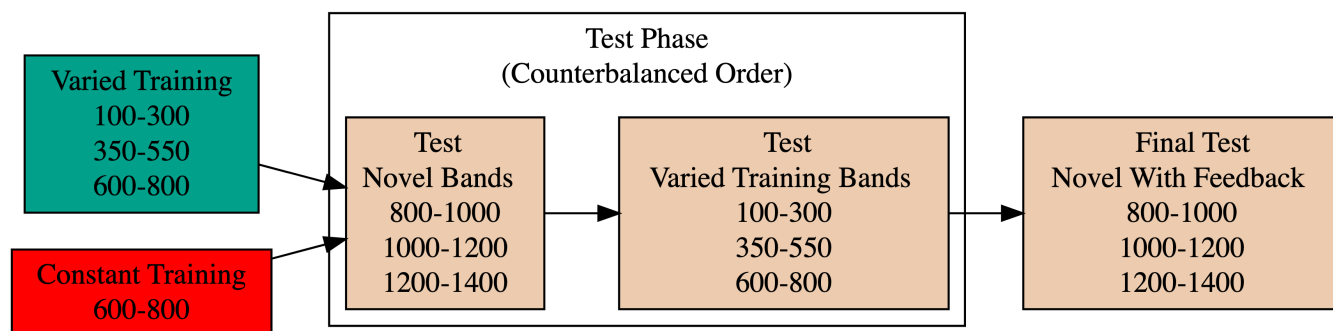 Varied Training
100-300
350-550
600-800
Constant Training
600-800
Test Phase
(Counterbalanced Order)
Test
Novel Bands
800-1000
1000-1200
1200-1400
Test
Varied Training Bands
100-300
350-550
600-800
Final Test
Novel With Feedback
800-1000
1000-1200
1200-1400